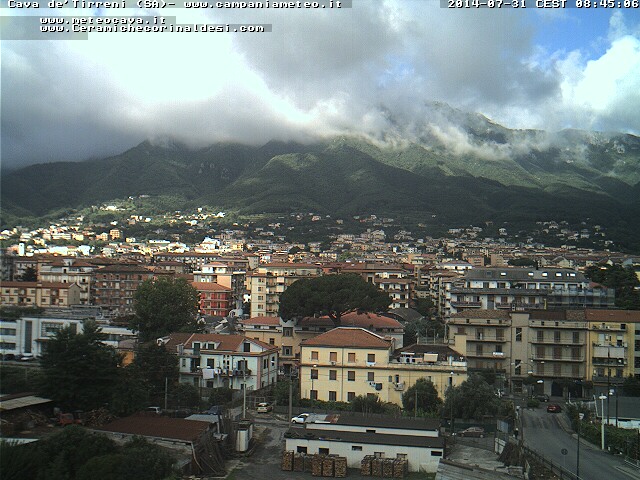 Cava de'Tirreni (SA)- www.campaniameteo.it 2014-07-31 CEST 08:45:06
www.meteocava.it
www.Ceramichecorinaldesi.com